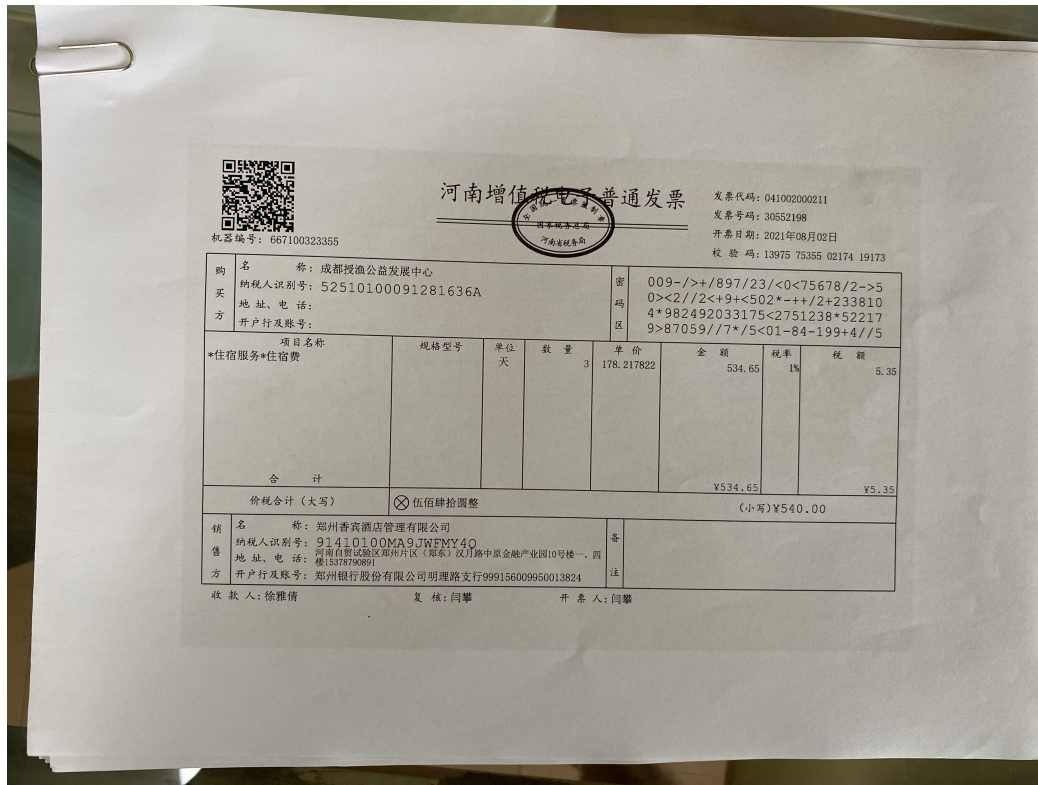 河南增值税电子普通发票
国家税务总局
河南省税务局
机器编号: 667100323355
发票代码: 041002000211
发票号码: 30552198
开票日期: 2021年08月02日
校 验 码: 13975 75355 02174 19173
购买方
名 称: 成都授渔公益发展中心
纳税人识别号: 52510100091281636A
地 址、电 话:
开户行及账号:
密码区
009-/>+/897/23/<0<75678/2->5
0><2//2<+9+<502*-++/2+233810
4*982492033175<2751238*52217
9>87059//7*/5<01-84-199+4//5
项目名称 规格型号 单位 数 量 单 价 金 额 税率 税 额
*住宿服务*住宿费 天 3 178.217822 534.65 1% 5.35
合 计 ¥534.65 ¥5.35
价税合计(大写) 伍佰肆拾圆整 (小写)¥540.00
销售方
名 称: 郑州香宾酒店管理有限公司
纳税人识别号: 91410100MA9JWFMY4Q
地 址、电 话: 河南自贸试验区郑州片区(郑东)汉月路中原金融产业园10号楼一、四
楼15378790891
开户行及账号: 郑州银行股份有限公司明理路支行999156009950013824
备注
收 款 人: 徐雅倩 复 核: 闫攀 开 票 人: 闫攀